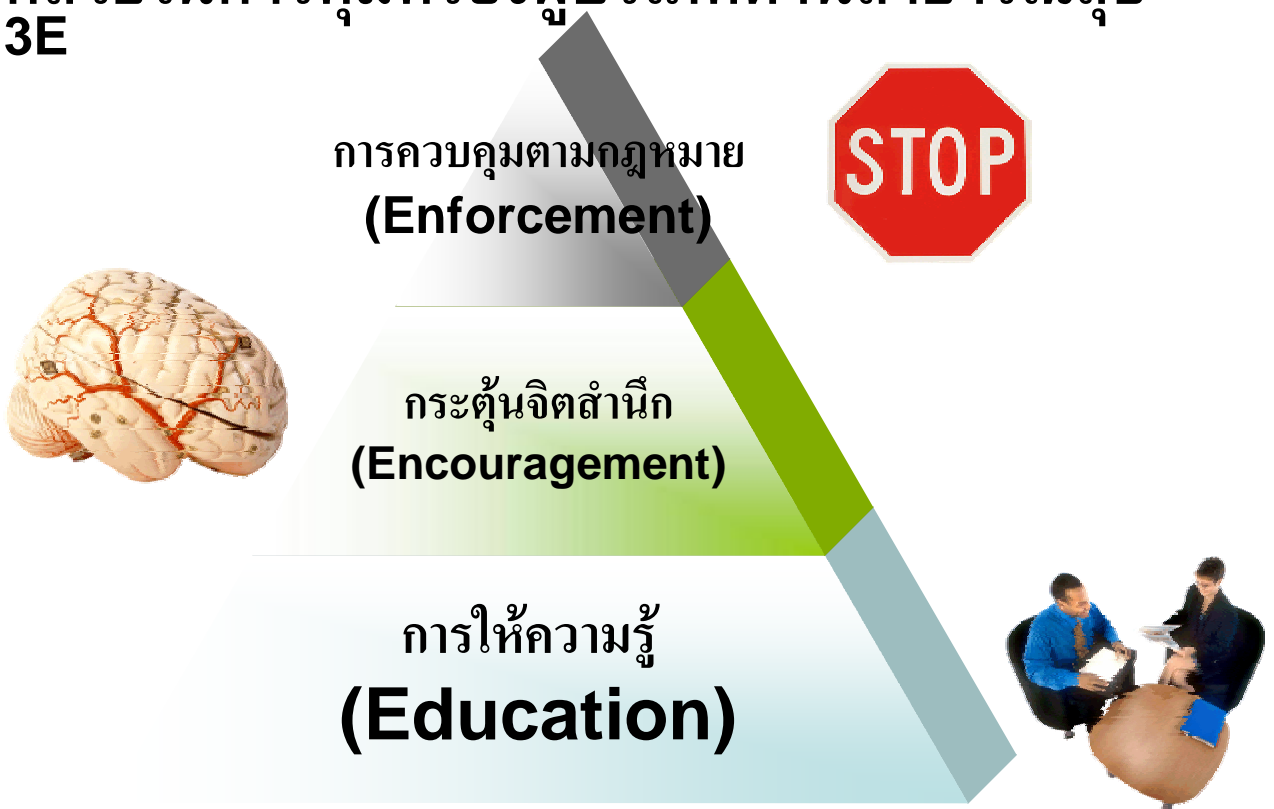 3E
การควบคุมตามกฎหมาย
(Enforcement)
STOP
กระตุ้นจิตสำนึก
(Encouragement)
การให้ความรู้
(Education)